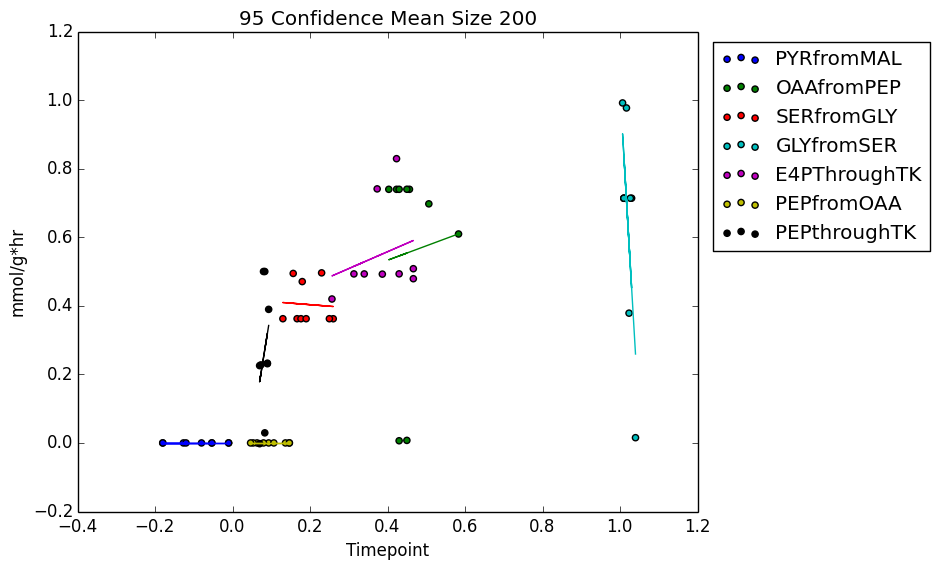 95 Confidence Mean Size 200
1.2
1.0
0.8
0.6
0.4
0.2
0.0
−0.2
mmol/g*hr
−0.4 −0.2 0.0 0.2 0.4 0.6 0.8 1.0 1.2
Timepoint
PYRfromMAL
OAAfromPEP
SERfromGLY
GLYfromSER
E4PThroughTK
PEPfromOAA
PEPthroughTK